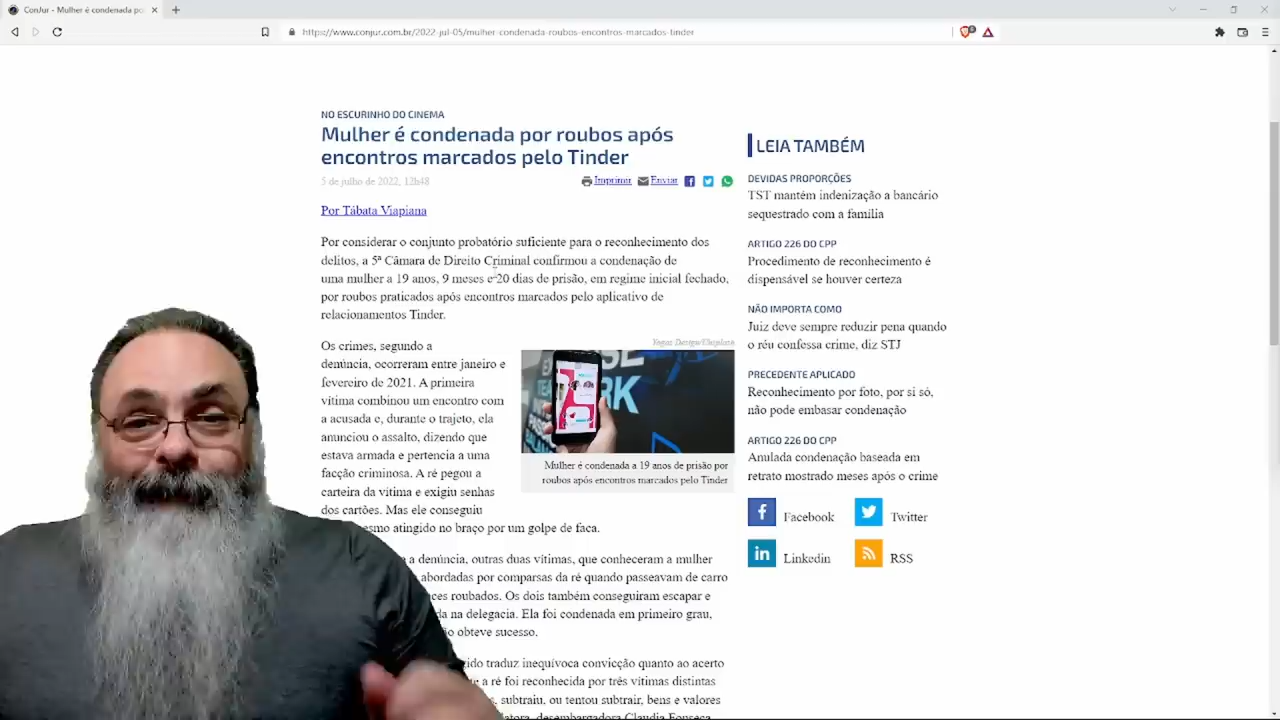 ConJur - Mulher é condenada po
https://www.conjur.com.br/2022-jul-05/mulher-condenada-roubos-encontros-marcados-tinder
NO ESCURINHO DO CINEMA
Mulher é condenada por roubos após
encontros marcados pelo Tinder
5 de julho de 2022, 12h48
Imprimir Enviar
Por Tábata Viapiana
Por considerar o conjunto probatório suficiente para o reconhecimento dos
delitos, a 5ª Câmara de Direito Criminal confirmou a condenação de
uma mulher a 19 anos, 9 meses e 20 dias de prisão, em regime inicial fechado,
por roubos praticados após encontros marcados pelo aplicativo de
relacionamentos Tinder.
Os crimes, segundo a
denúncia, ocorreram entre janeiro e
fevereiro de 2021. A primeira
vítima combinou um encontro com
a acusada e, durante o trajeto, ela
anunciou o assalto, dizendo que
estava armada e pertencia a uma
facção criminosa. A ré pegou a
carteira da vítima e exigiu senhas
dos cartões. Mas ele conseguiu
esmo atingido no braço por um golpe de faca.
Mulher é condenada a 19 anos de prisão por
roubos após encontros marcados pelo Tinder
a denúncia, outras duas vítimas, que conheceram a mulher
abordadas por comparsas da ré quando passeavam de carro
ces roubados. Os dois também conseguiram escapar e
da na delegacia. Ela foi condenada em primeiro grau,
o obteve sucesso.
ido traduz inequívoca convicção quanto ao acerto
a ré foi reconhecida por três vítimas distintas
, subtraiu, ou tentou subtrair, bens e valores
latora, desembargadora Claudia Fonseca
LEIA TAMBÉM
DEVIDAS PROPORÇÕES
TST mantém indenização a bancário
sequestrado com a família
ARTIGO 226 DO CPP
Procedimento de reconhecimento é
dispensável se houver certeza
NÃO IMPORTA COMO
Juiz deve sempre reduzir pena quando
o réu confessa crime, diz STJ
PRECEDENTE APLICADO
Reconhecimento por foto, por si só,
não pode embasar condenação
ARTIGO 226 DO CPP
Anulada condenação baseada em
retrato mostrado meses após o crime
Facebook Twitter
Linkedin RSS